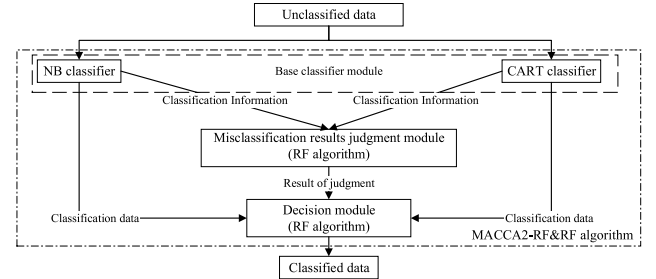 Unclassified data
NB classifier
Base classifier module
CART classifier
Classification Information
Classification Information
Misclassification results judgment module
(RF algorithm)
Result of judgment
Classification data
Decision module
(RF algorithm)
Classification data
MACCA2-RF&RF algorithm
Classified data